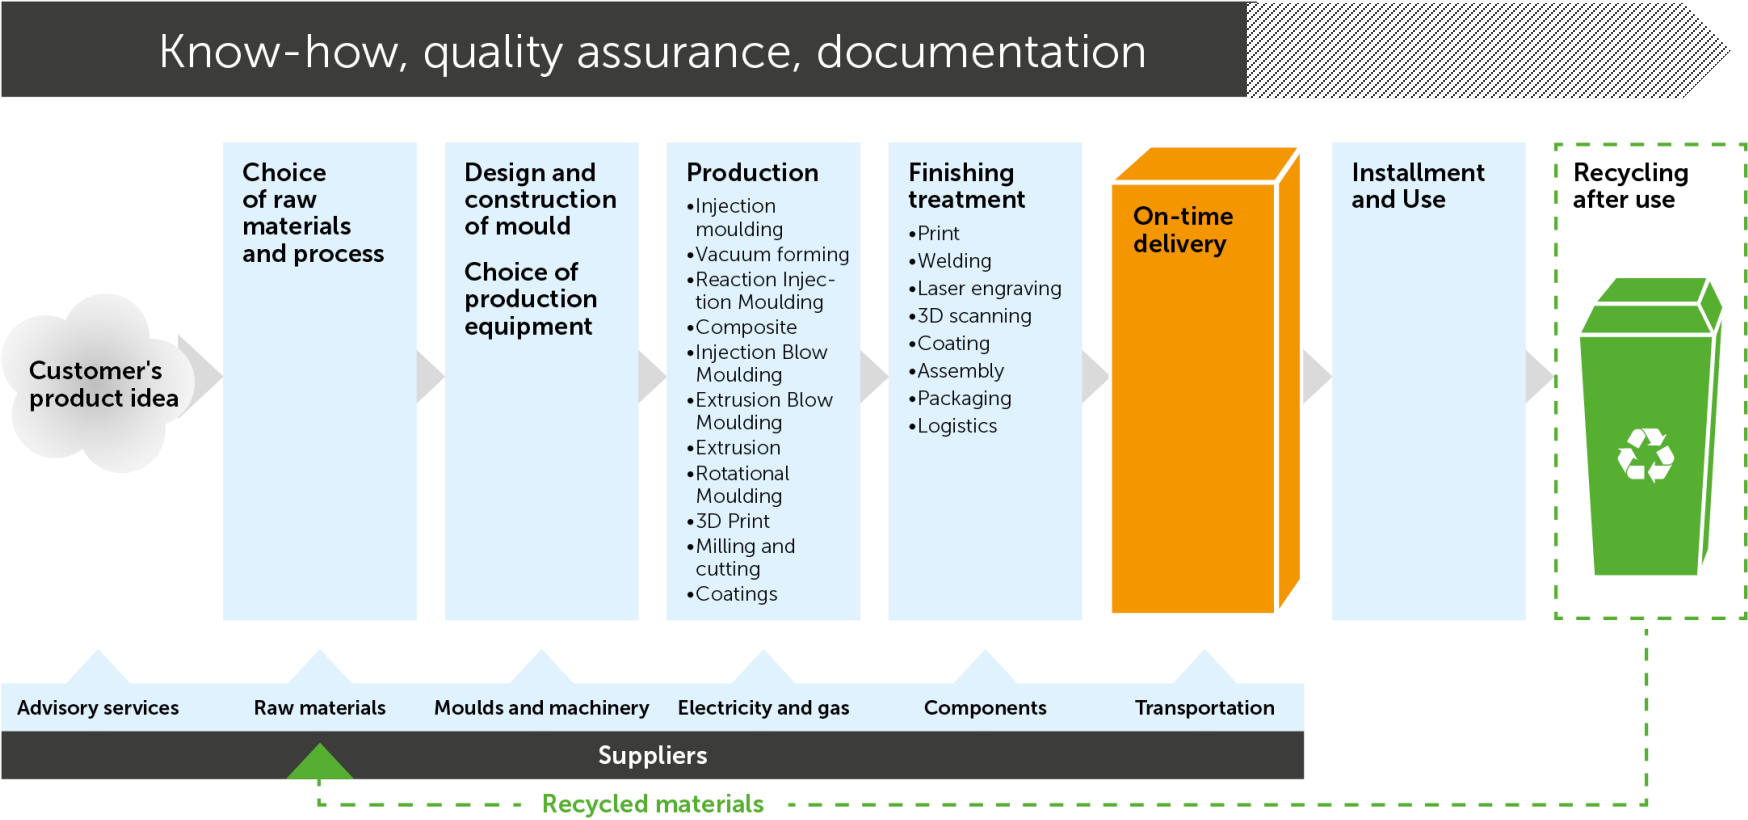 Know-how, quality assurance, documentation
Customer's
product idea
Choice
of raw
materials
and process
Design and
construction
of mould
Choice of
production
equipment
Production
•Injection
moulding
•Vacuum forming
•Reaction Injec-
tion Moulding
•Composite
•Injection Blow
Moulding
•Extrusion Blow
Moulding
•Extrusion
•Rotational
Moulding
•3D Print
•Milling and
cutting
•Coatings
Finishing
treatment
•Print
•Welding
•Laser engraving
•3D scanning
•Coating
•Assembly
•Packaging
•Logistics
On-time
delivery
Installment
and Use
Recycling
after use
Advisory services
Raw materials
Moulds and machinery
Electricity and gas
Components
Transportation
Suppliers
Recycled materials